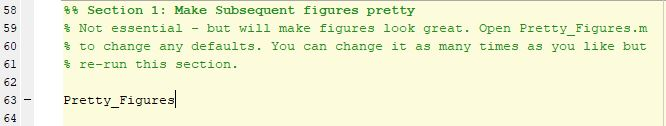 58 %% Section 1: Make Subsequent figures pretty
59 % Not essential - but will make figures look great. Open Pretty_Figures.m
60 % to change any defaults. You can change it as many times as you like but
61 % re-run this section.
62
63 - Pretty_Figures
64